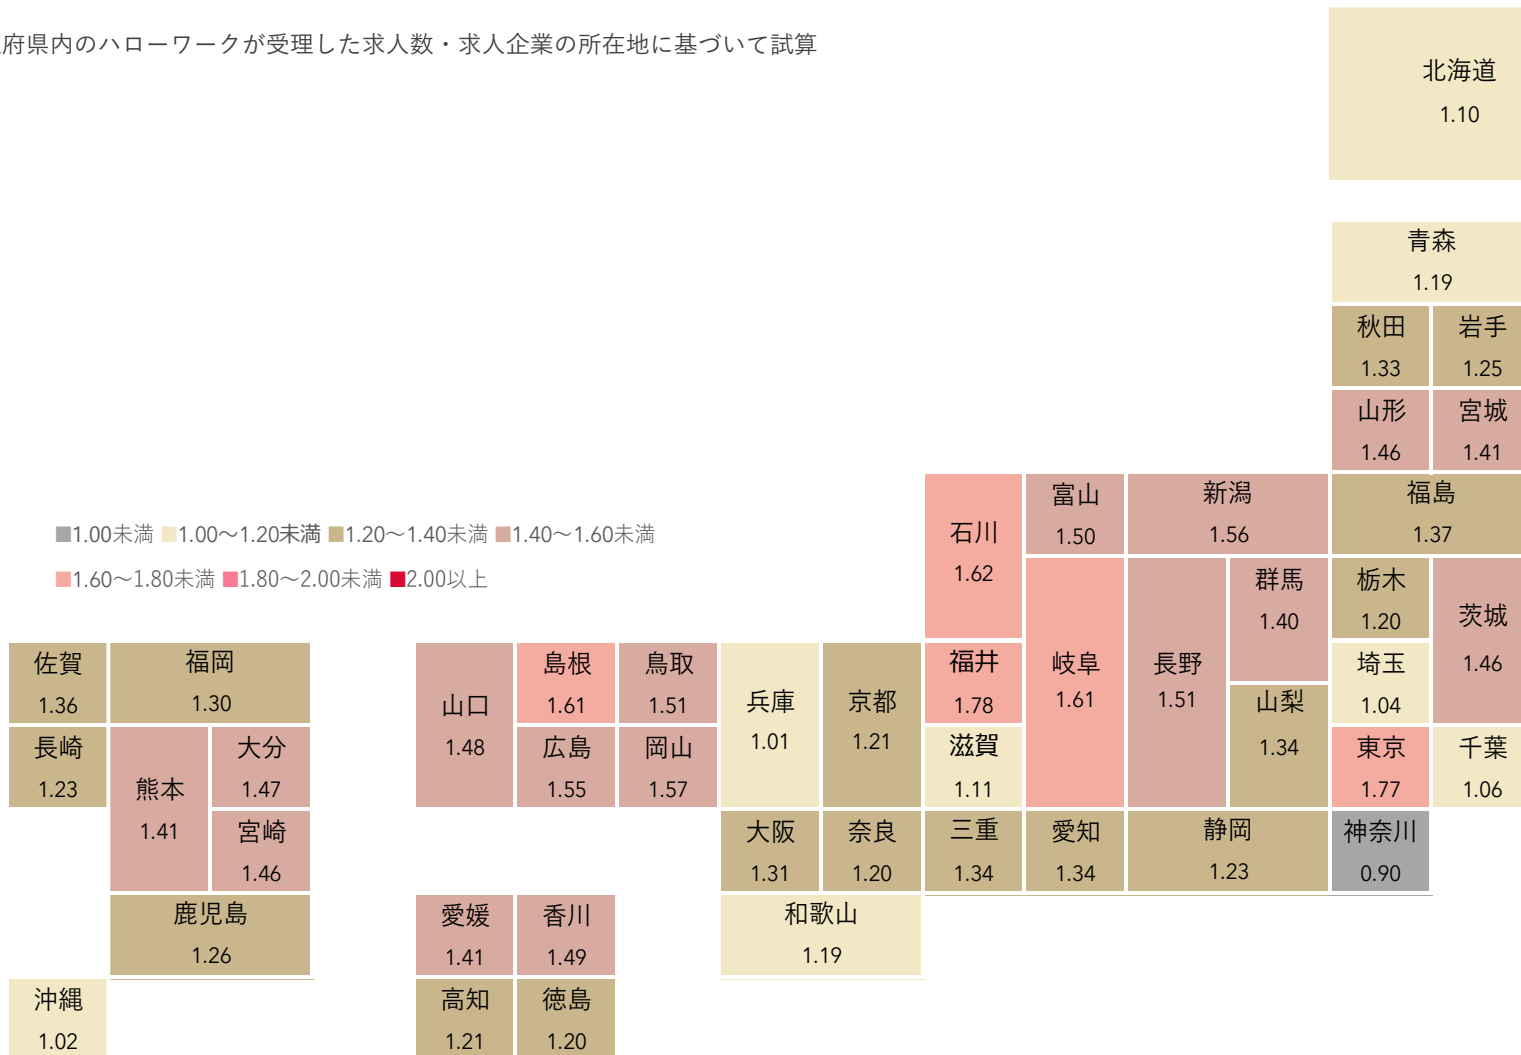 府県内のハローワークが受理した求人数・求人企業の所在地に基づいて試算
北海道
1.10
青森
1.19
秋田 岩手
1.33 1.25
山形 宮城
1.46 1.41
石川
1.62
富山
1.50
新潟
1.56
福島
1.37
■1.00未満 ■1.00〜1.20未満 ■1.20〜1.40未満 ■1.40〜1.60未満
■1.60〜1.80未満 ■1.80〜2.00未満 ■2.00以上
群馬
1.40
栃木
1.20
茨城
1.46
佐賀
1.36
福岡
1.30
山口
1.48
島根
1.61
鳥取
1.51
兵庫
1.01
京都
1.21
福井
1.78
岐阜
1.61
長野
1.51
山梨
1.34
埼玉
1.04
長崎
1.23
熊本
1.41
大分
1.47
広島
1.55
岡山
1.57
滋賀
1.11
東京
1.77
千葉
1.06
宮崎
1.46
大阪
1.31
奈良
1.20
三重
1.34
愛知
1.34
静岡
1.23
神奈川
0.90
鹿児島
1.26
愛媛
1.41
香川
1.49
和歌山
1.19
沖縄
1.02
高知
1.21
徳島
1.20